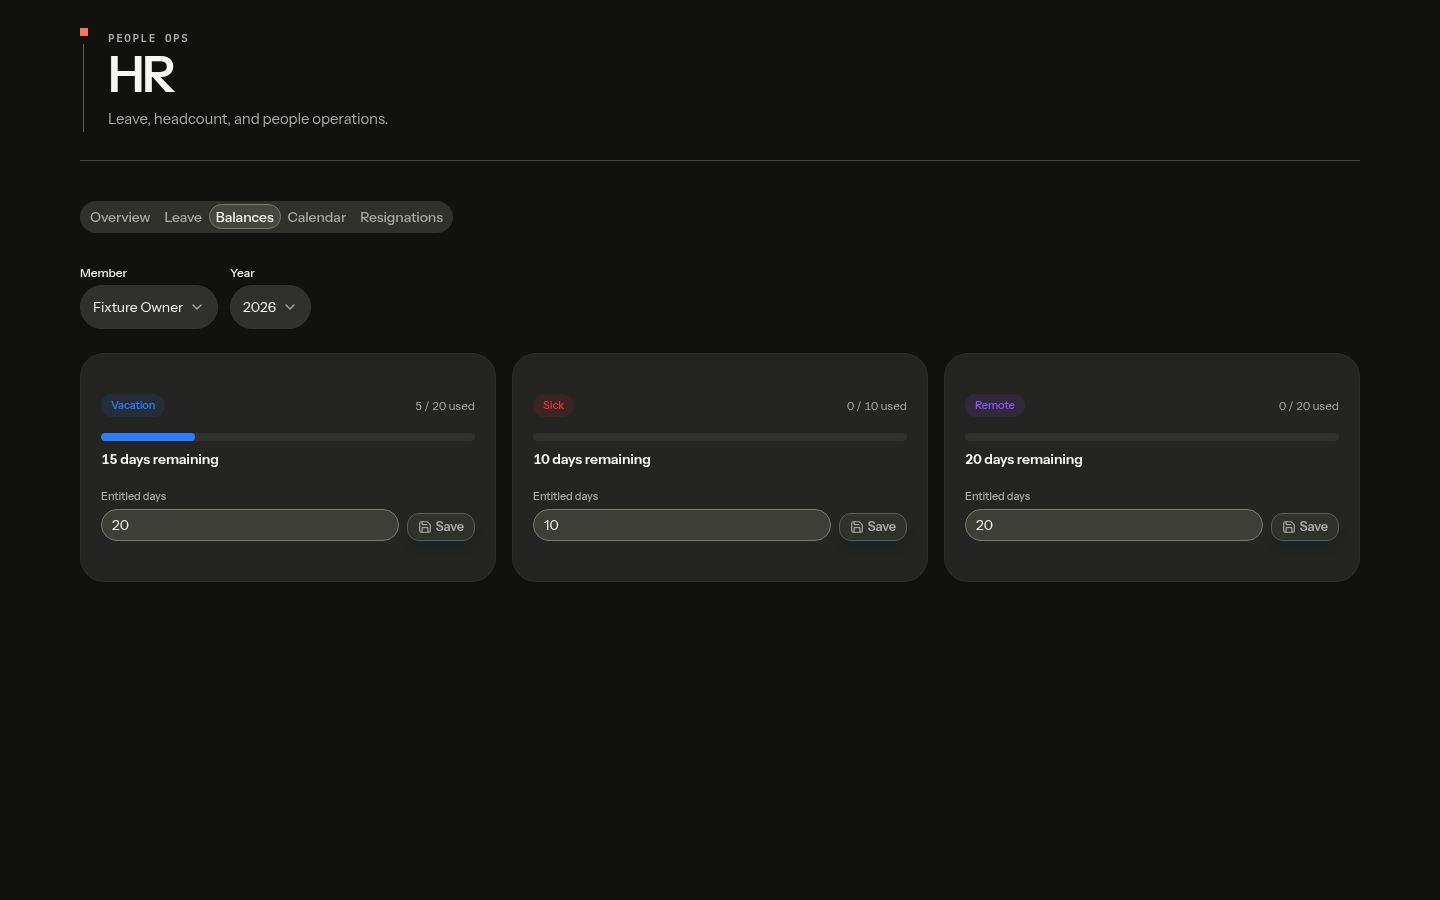 PEOPLE OPS
HR
Leave, headcount, and people operations.
Overview Leave Balances Calendar Resignations
Member Year
Fixture Owner 2026
Vacation 5 / 20 used
15 days remaining
Entitled days
20 Save
Sick 0 / 10 used
10 days remaining
Entitled days
10 Save
Remote 0 / 20 used
20 days remaining
Entitled days
20 Save